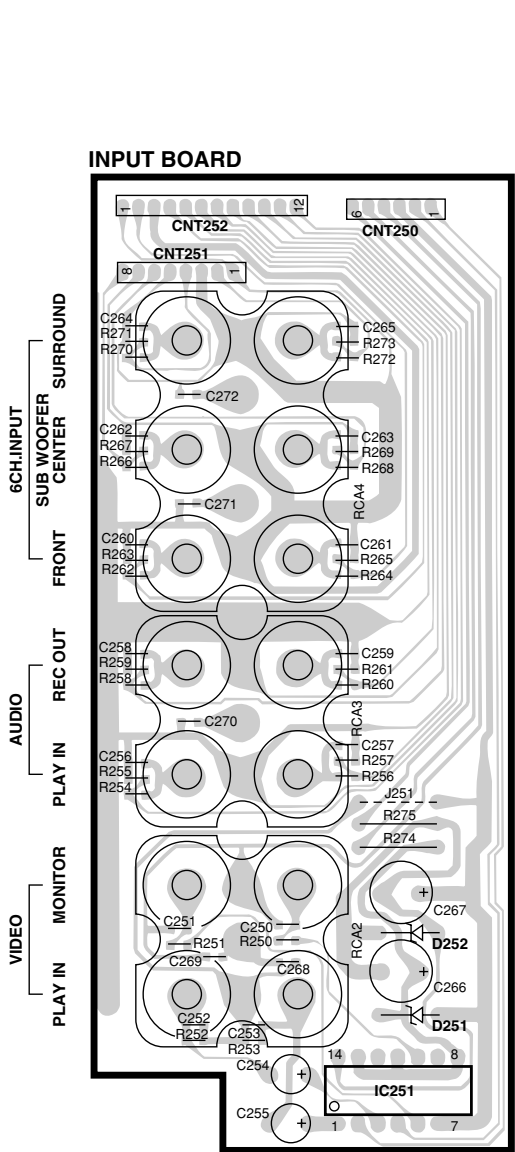 INPUT BOARD
1 12
CNT252
6 1
CNT250
CNT251
8 1
6CH.INPUT
SURROUND
SUB WOOFER
CENTER
FRONT
C264
R271
R270
C265
R273
R272
C272
C262
R267
R266
C263
R269
R268
C271
RCA4
C260
R263
R262
C261
R265
R264
AUDIO
REC OUT
PLAY IN
C258
R259
R258
C259
R261
R260
C270
RCA3
C256
R255
R254
C257
R257
R256
J251
R275
R274
VIDEO
MONITOR
PLAY IN
C251
R251
C269
C250
R250
C268
RCA2
C267
D252
C266
D251
C252
R252
C253
R253
C254
C255
14 8
IC251
1 7